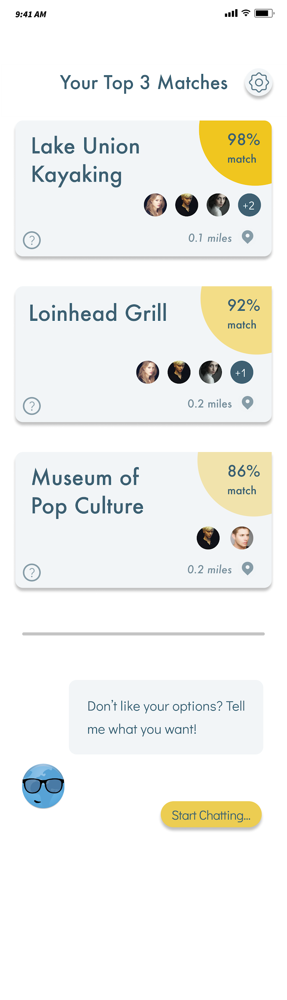 9:41 AM
Your Top 3 Matches
Lake Union
Kayaking
98%
match
+2
?
0.1 miles
Loinhead Grill
92%
match
+1
?
0.2 miles
Museum of
Pop Culture
86%
match
?
0.2 miles
Don’t like your options? Tell
me what you want!
Start Chatting...